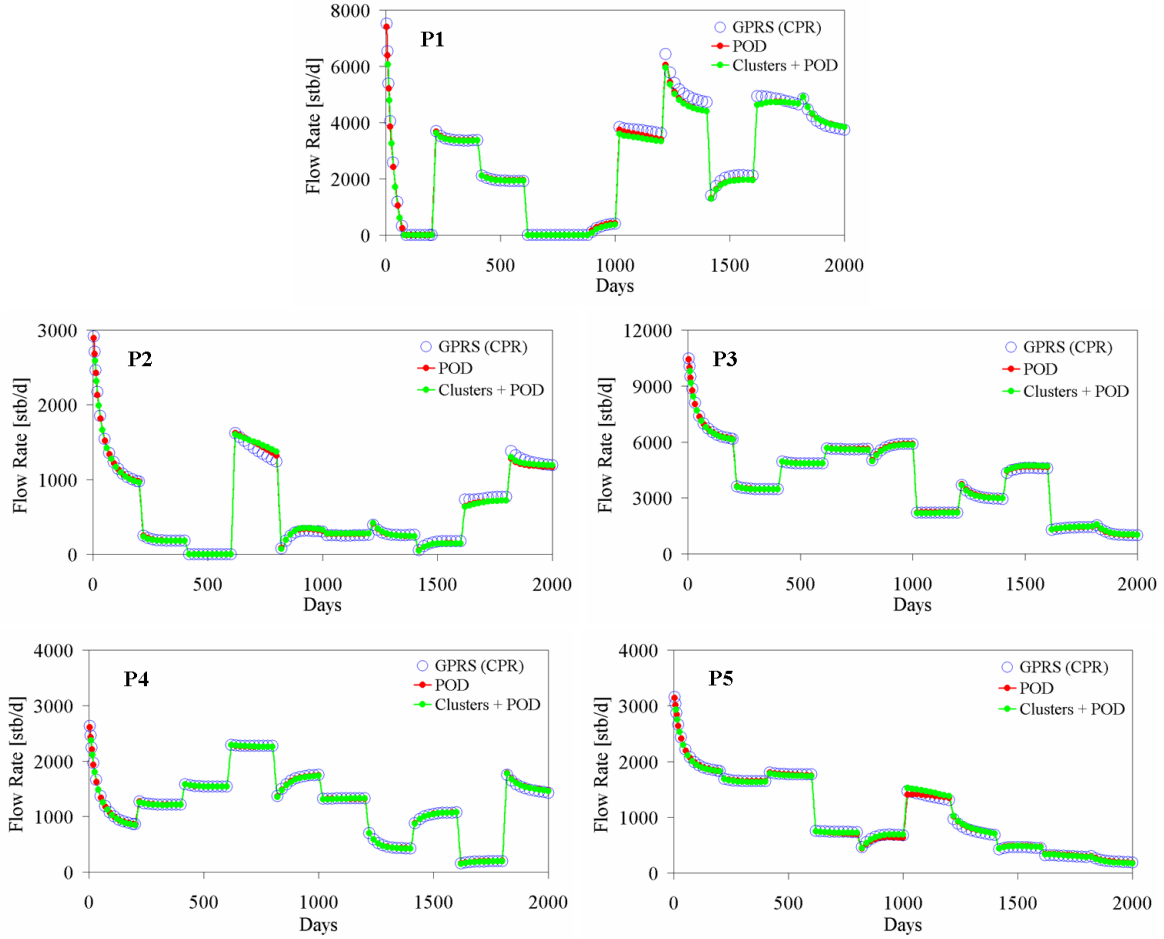 8000
6000
4000
2000
0
Flow Rate [stb/d]
P1
GPRS (CPR)
POD
Clusters + POD
0 500 1000 1500 2000
Days
3000
2000
1000
0
Flow Rate [stb/d]
P2
GPRS (CPR)
POD
Clusters + POD
0 500 1000 1500 2000
Days
12000
9000
6000
3000
0
Flow Rate [stb/d]
P3
GPRS (CPR)
POD
Clusters + POD
0 500 1000 1500 2000
Days
4000
3000
2000
1000
0
Flow Rate [stb/d]
P4
GPRS (CPR)
POD
Clusters + POD
0 500 1000 1500 2000
Days
4000
3000
2000
1000
0
Flow Rate [stb/d]
P5
GPRS (CPR)
POD
Clusters + POD
0 500 1000 1500 2000
Days